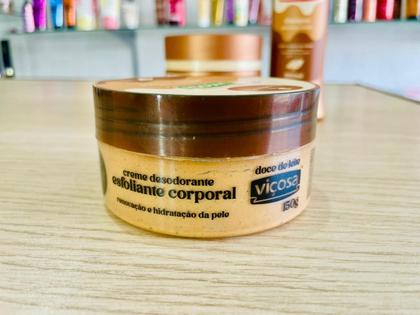 creme desodorante
esfoliante corporal
renovação e hidratação da pele
doce de leite
viçosa
150g